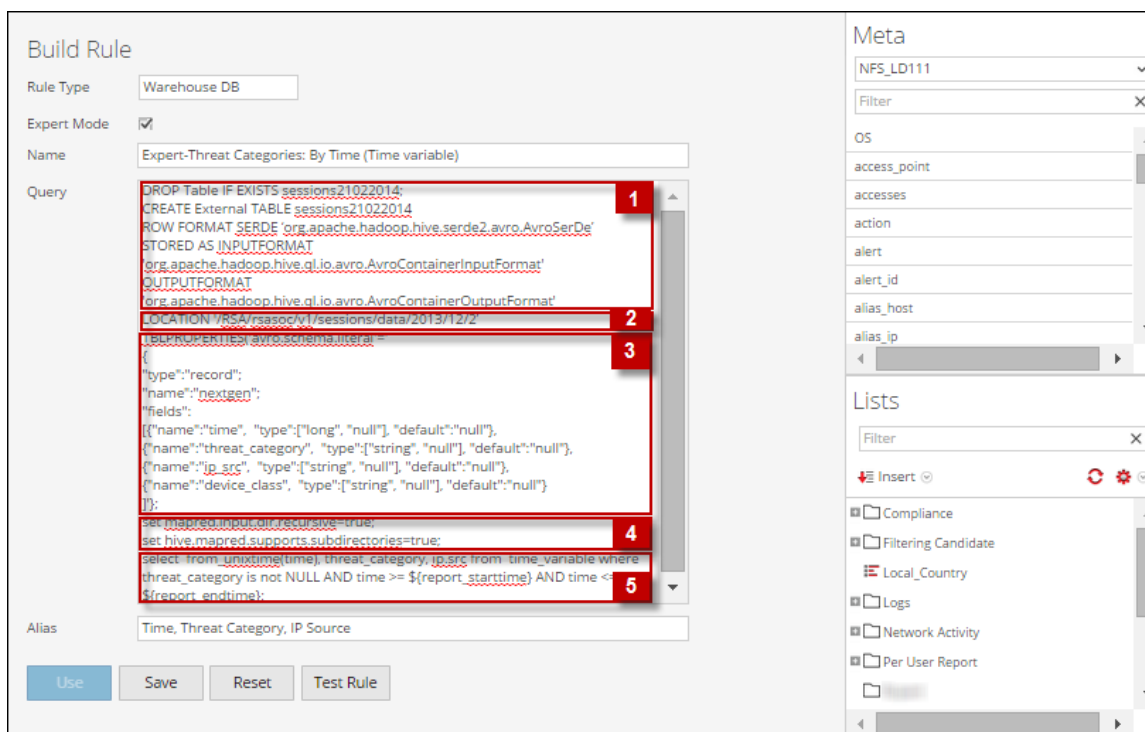 Build Rule
Rule Type
Warehouse DB
Expert Mode
Name
Expert-Threat Categories: By Time (Time variable)
Query
DROP Table IF EXISTS sessions21022014;
CREATE External TABLE sessions21022014
ROW FORMAT SERDE 'org.apache.hadoop.hive.serde2.avro.AvroSerDe'
STORED AS INPUTFORMAT
'org.apache.hadoop.hive.ql.io.avro.AvroContainerInputFormat'
OUTPUTFORMAT
'org.apache.hadoop.hive.ql.io.avro.AvroContainerOutputFormat'
1
LOCATION '/RSA/rsasoc/v1/sessions/data/2013/12/2'
2
TBLPROPERTIES('avro.schema.literal'=
3
{
"type":"record";
"name":"nextgen";
"fields":
[{"name":"time", "type":["long", "null"], "default":"null"},
{"name":"threat_category", "type":["string", "null"], "default":"null"},
{"name":"ip_src", "type":["string", "null"], "default":"null"},
{"name":"device_class", "type":["string", "null"], "default":"null"}
]'};
set mapred.input.dir.recursive=true;
set hive.mapred.supports.subdirectories=true;
4
select from_unixtime(time), threat_category, ip.src from time_variable where
threat_category is not NULL AND time >= ${report_starttime} AND time <=
${report_endtime};
5
Alias
Time, Threat Category, IP Source
Use
Save
Reset
Test Rule
Meta
NFS_LD111
Filter
OS
access_point
accesses
action
alert
alert_id
alias_host
alias_ip
Lists
Filter
Insert
Compliance
Filtering Candidate
Local_Country
Logs
Network Activity
Per User Report